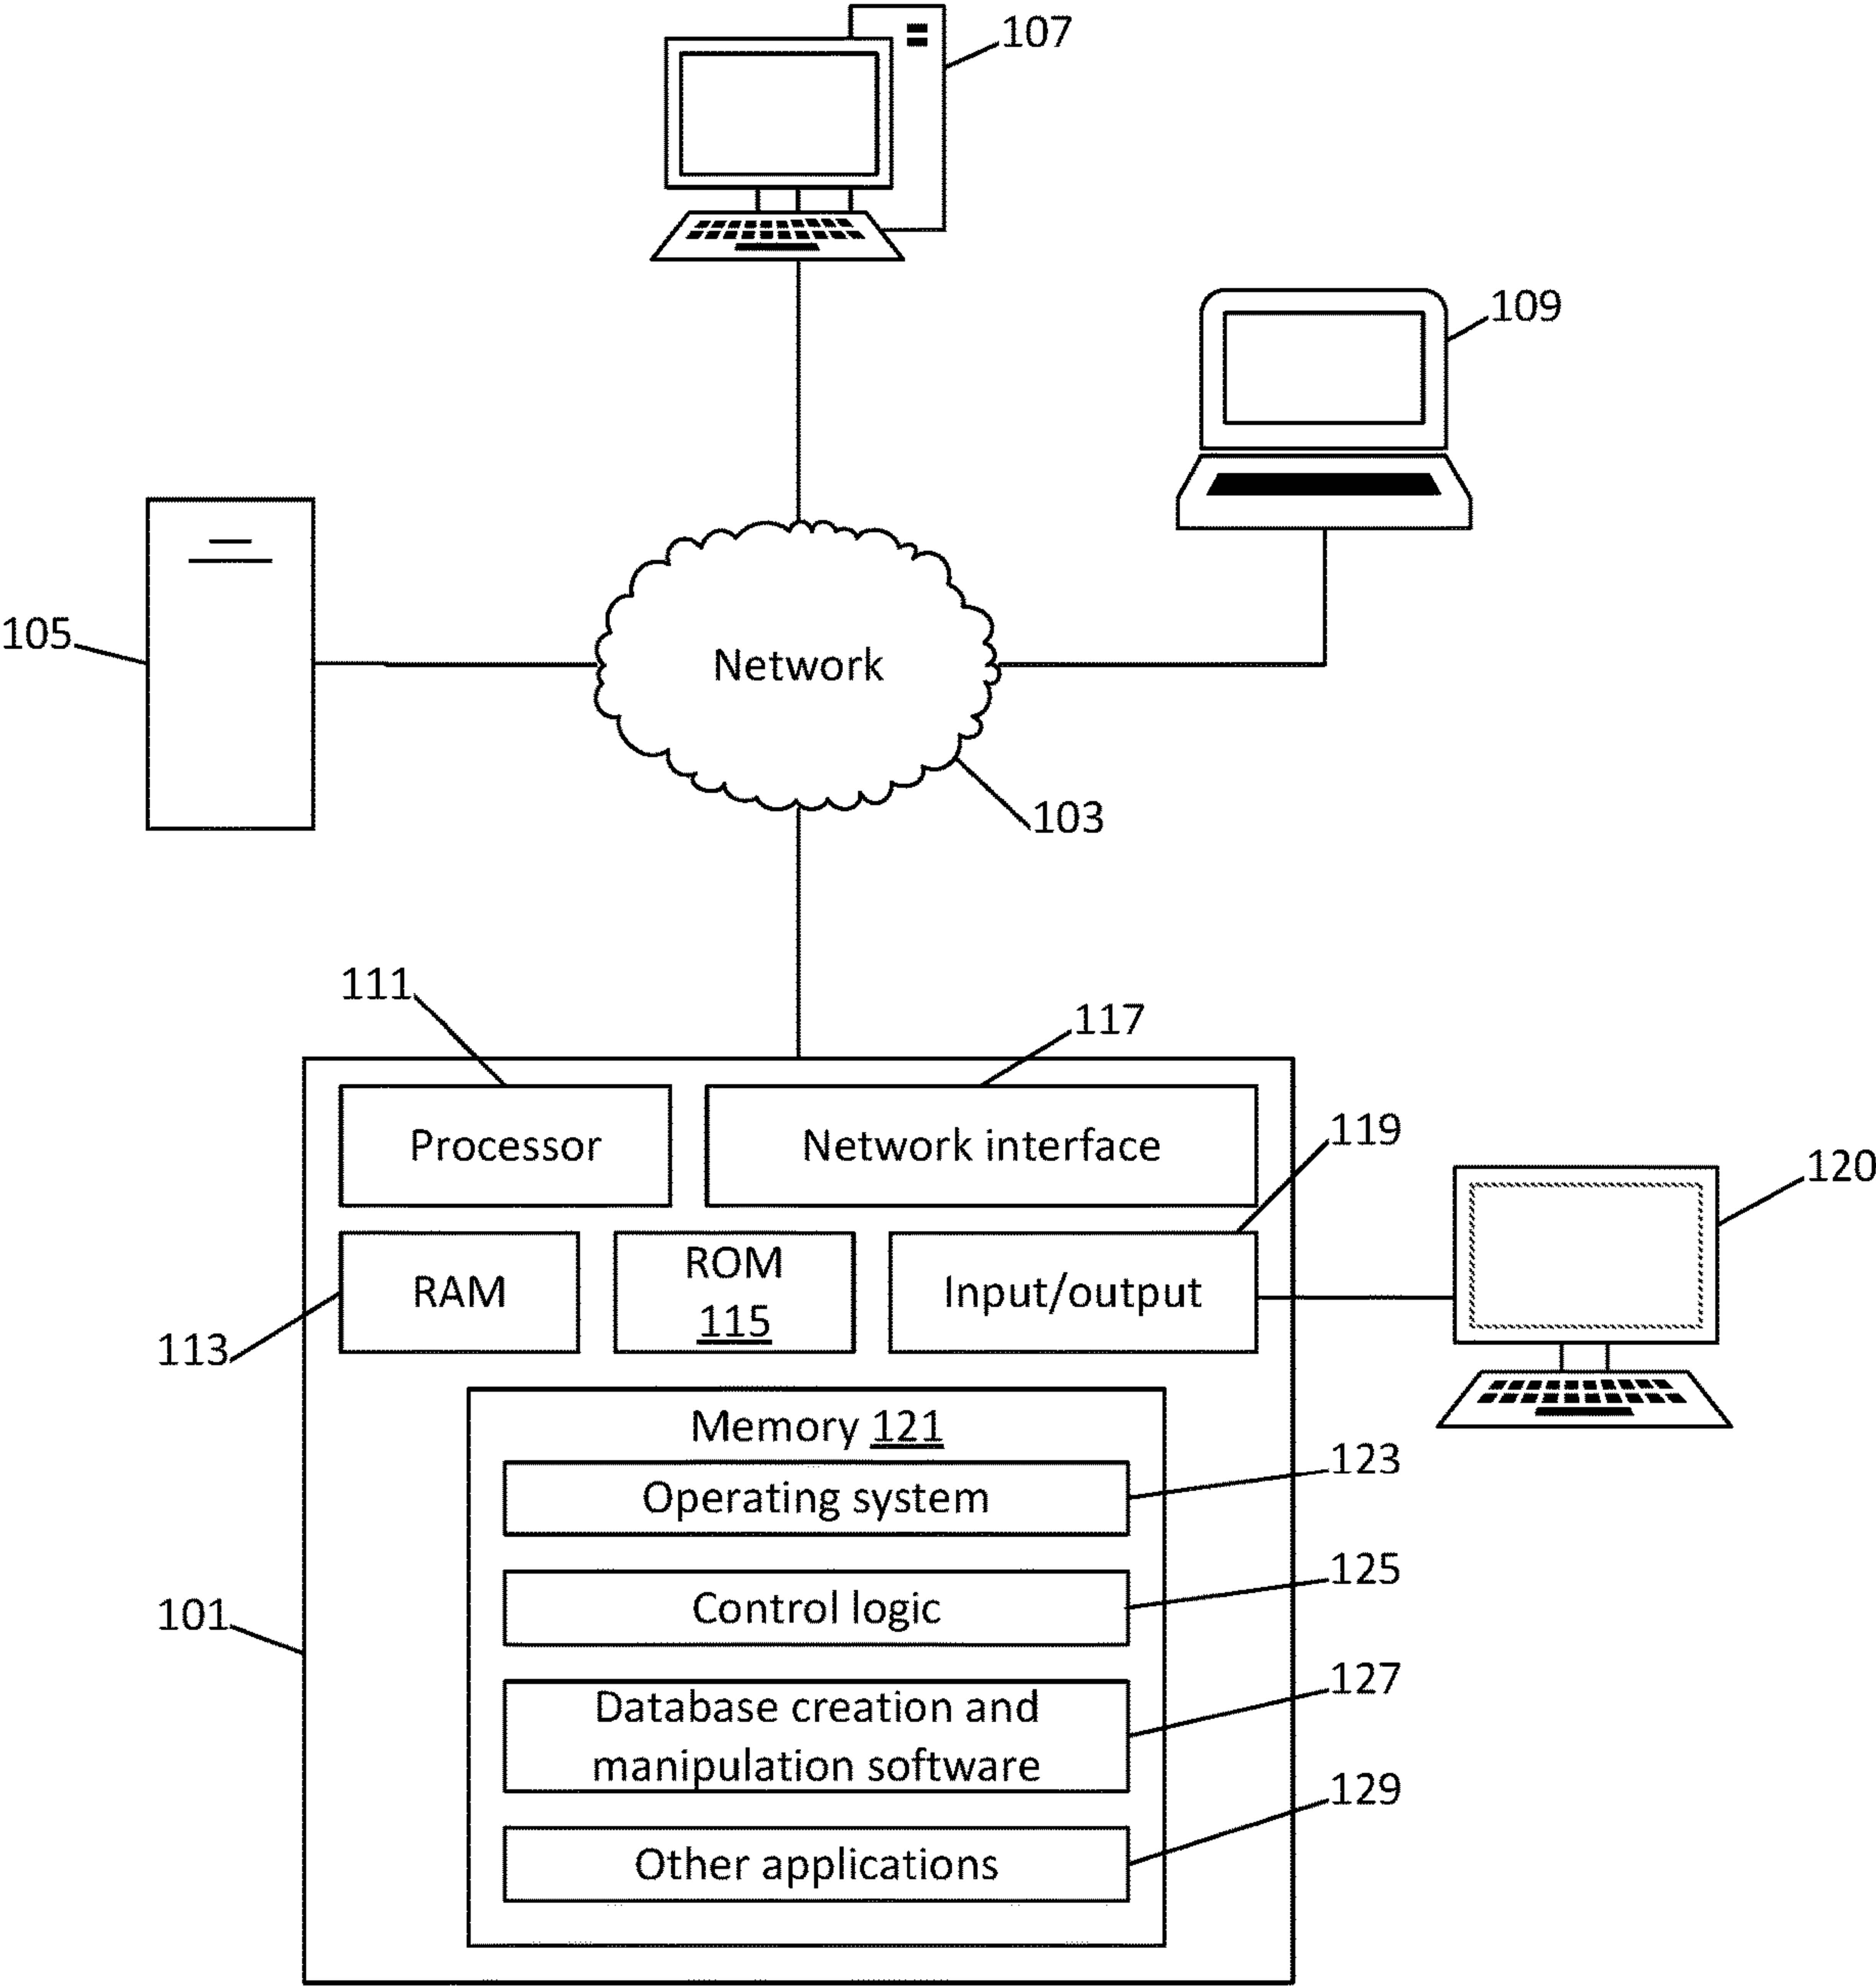 107
109
105
Network
103
111
117
Processor
Network interface
119
120
RAM
ROM
115
Input/output
113
Memory 121
Operating system
123
Control logic
125
101
Database creation and
manipulation software
127
Other applications
129